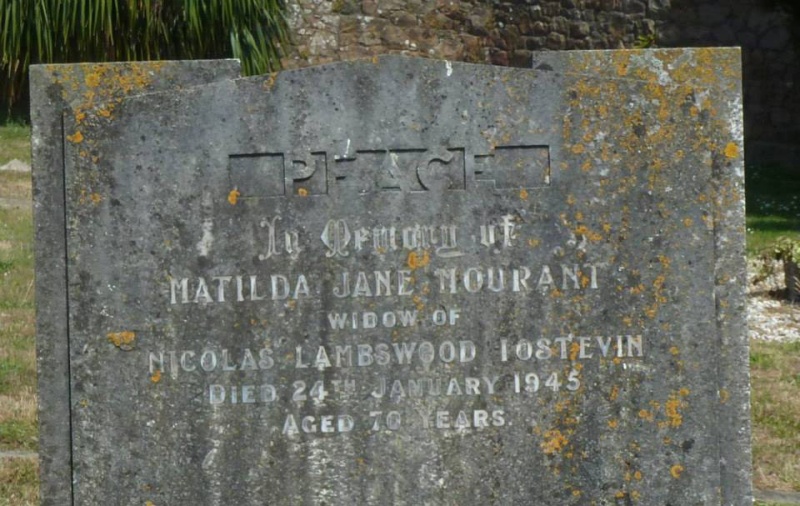 PEACE
In Memory of
MATILDA JANE MOURANT
WIDOW OF
NICOLAS LAMBSWOOD TOSTEVIN
DIED 24TH JANUARY 1945
AGED 70 YEARS.